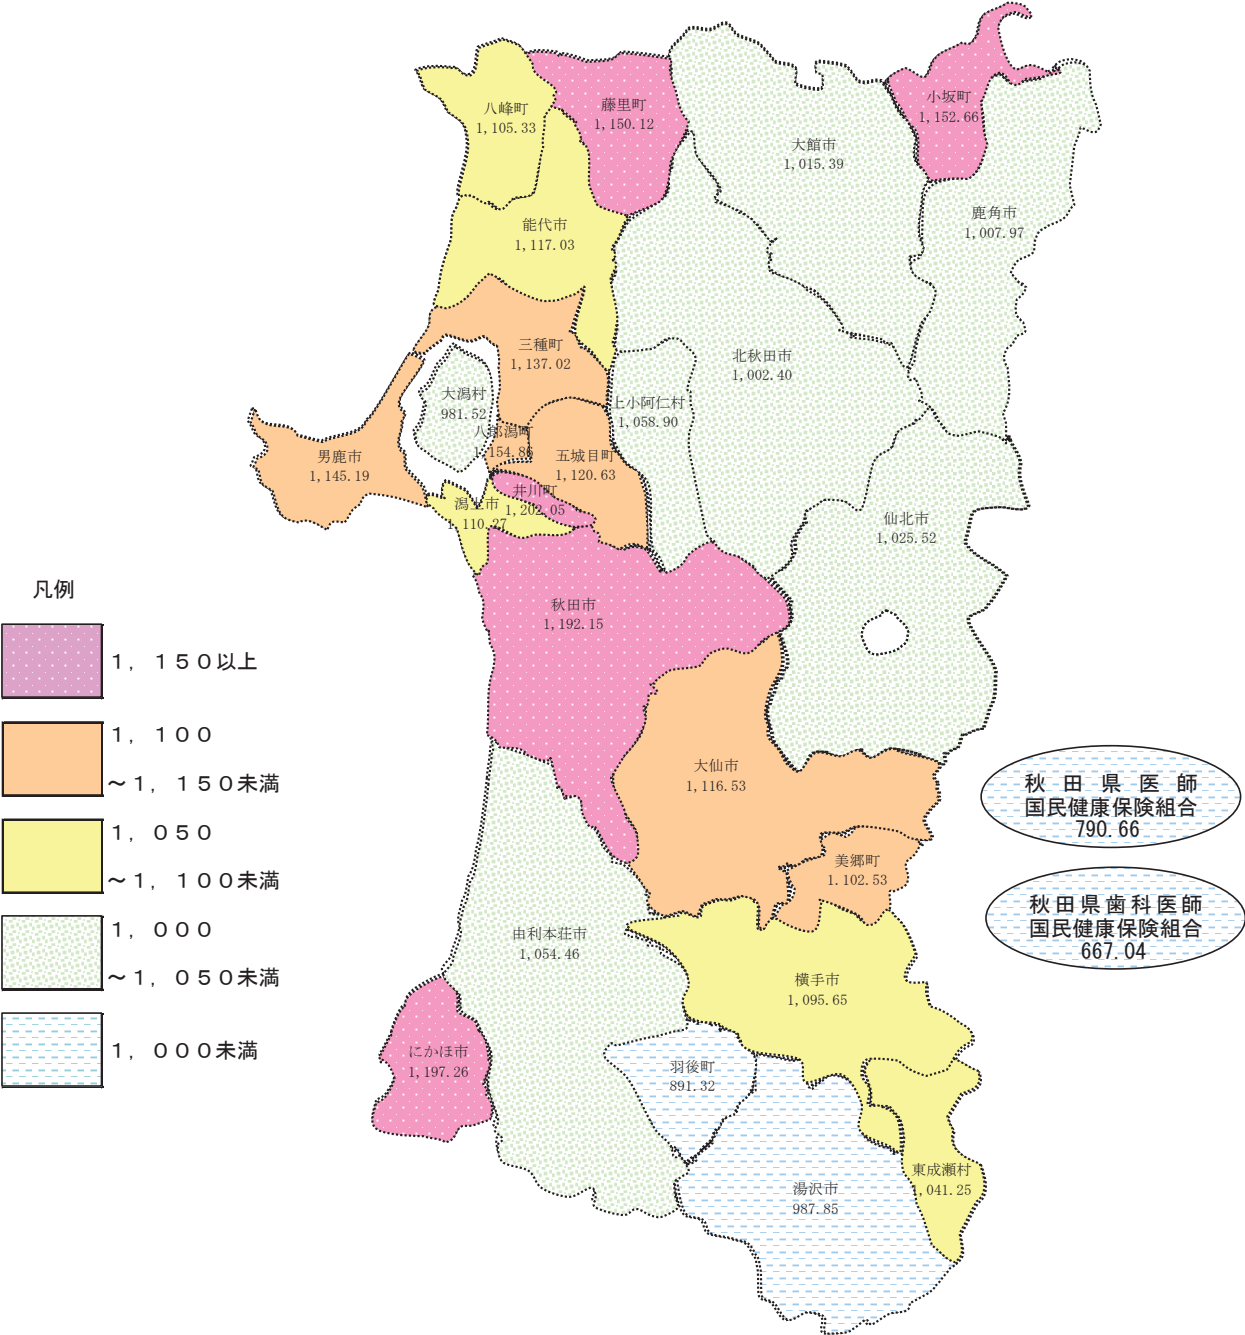 八峰町
1,105.33
藤里町
1,150.12
小坂町
1,152.66
大館市
1,015.39
鹿角市
1,007.97
能代市
1,117.03
三種町
1,137.02
北秋田市
1,002.40
大潟村
981.52
上小阿仁村
1,058.90
八郎潟町
1,154.86
男鹿市
1,145.19
五城目町
1,120.63
井川町
1,202.05
潟上市
1,110.27
仙北市
1,025.52
秋田市
1,192.15
大仙市
1,116.53
美郷町
1.102.53
由利本荘市
1,054.46
横手市
1,095.65
にかほ市
1,197.26
羽後町
891.32
東成瀬村
1,041.25
湯沢市
987.85
凡例
1，150以上
1，100
～1，150未満
1，050
～1，100未満
1，000
～1，050未満
1，000未満
秋田県医師
国民健康保険組合
790.66
秋田県歯科医師
国民健康保険組合
667.04